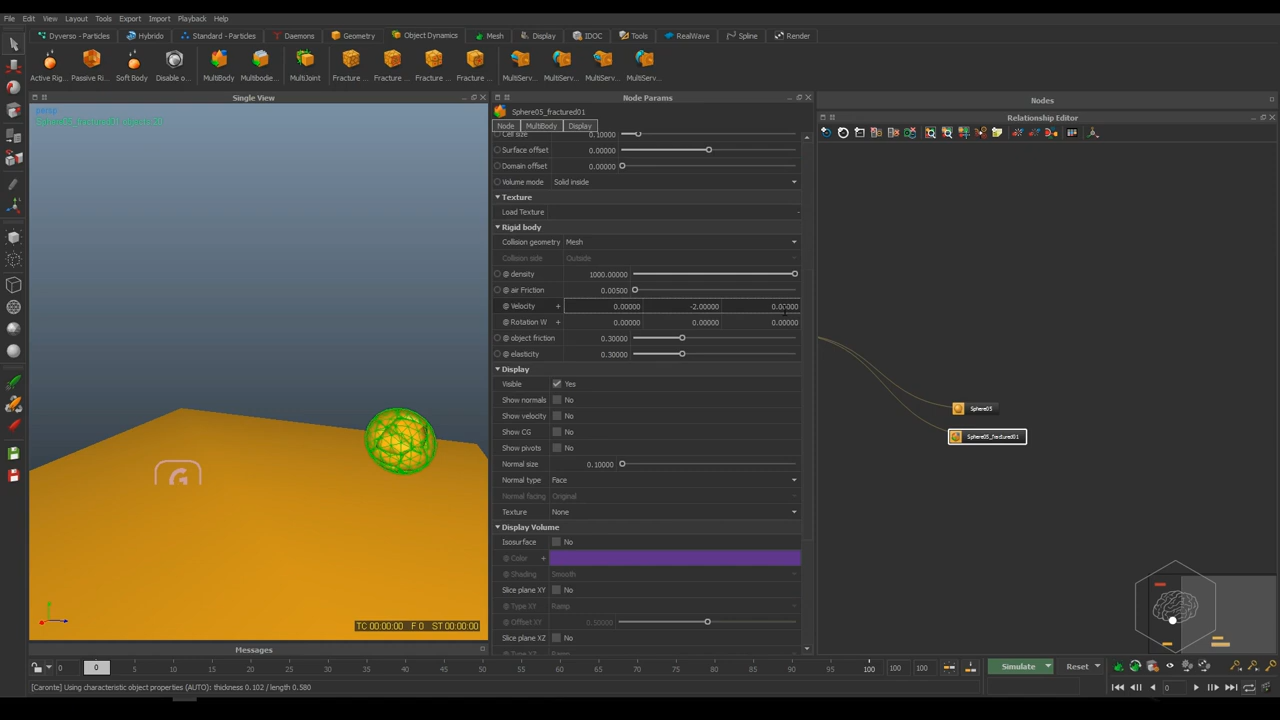 File Edit View Layout Tools Export Import Playback Help
Dyverso - Particles Hybrido Standard - Particles Daemons Geometry Object Dynamics Mesh Display IDOC Tools RealWave Spline Render
Active Rig... Passive Rig... Soft Body Disable o... MultiBody Multibodie... MultiJoint Fracture ... Fracture ... Fracture ... Fracture ... MultiServ... MultiServ... MultiServ... MultiServ...
Single View
Node Params
Nodes
Sphere05_fractured01
Relationship Editor
Node MultiBody Display
Cell size 0.1000
Surface offset 0.00000
Domain offset 0.00000
Volume mode Solid inside
Texture
Load Texture -
Rigid body
Collision geometry Mesh
Collision side Outside
@ density 1000.00000
@ air Friction 0.00500
@ Velocity + 0.00000 -2.00000 0.00000
@ Rotation W + 0.00000 0.00000 0.00000
@ object friction 0.30000
@ elasticity 0.30000
Display
Visible Yes
Show normals No
Show velocity No
Show CG No
Show pivots No
Normal size 0.10000
Normal type Face
Normal facing Original
Texture None
Display Volume
Isosurface No
@ Color +
@ Shading Smooth
Slice plane XY No
@ Type XY Ramp
@ Offset XY 0.50000
Slice plane XZ No
Sphere05
Sphere05_fractured01
G
TC 00:00:00 F 0 ST 00:00:00
Messages
0 0 5 10 15 20 25 30 35 40 45 50 55 60 65 70 75 80 85 90 95 100 100 100
Simulate Reset
[Caronte] Using characteristic object properties (AUTO): thickness 0.102 / length 0.580
0